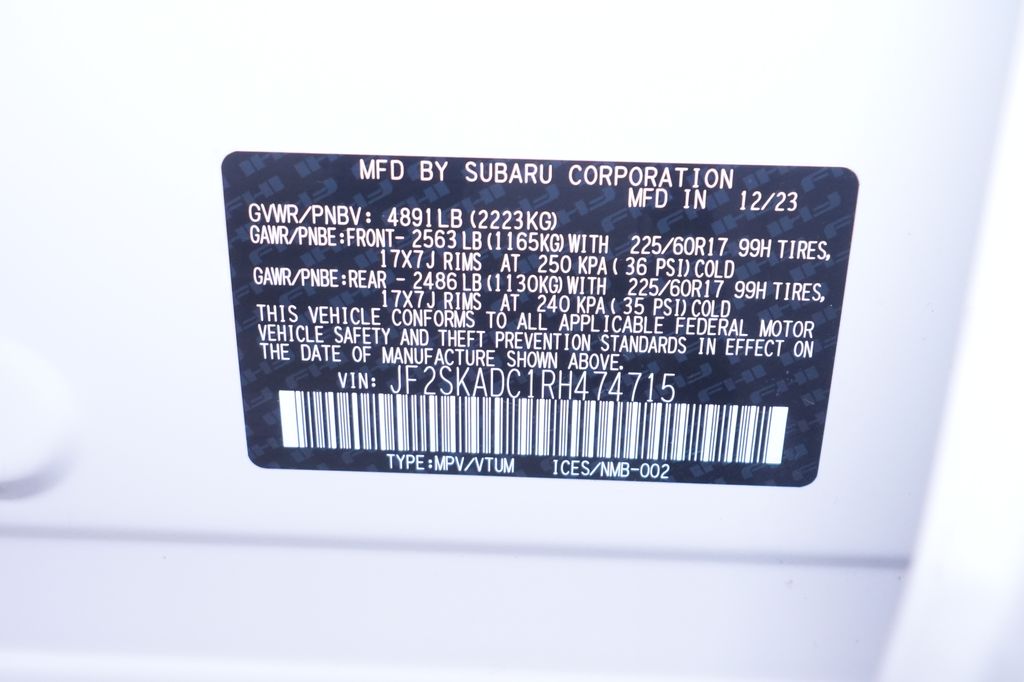 MFD BY SUBARU CORPORATION
MFD IN 12/23
GVWR/PNBV: 4891LB (2223KG)
GAWR/PNBE:FRONT- 2563 LB (1165KG) WITH 225/60R17 99H TIRES,
17X7J RIMS AT 250 KPA ( 36 PSI) COLD
GAWR/PNBE:REAR - 2486 LB (1130KG) WITH 225/60R17 99H TIRES,
17X7J RIMS AT 240 KPA ( 35 PSI) COLD
THIS VEHICLE CONFORMS TO ALL APPLICABLE FEDERAL MOTOR
VEHICLE SAFETY AND THEFT PREVENTION STANDARDS IN EFFECT ON
THE DATE OF MANUFACTURE SHOWN ABOVE.
VIN: JF2SKADC1RH474715
TYPE:MPV/VTUM ICES/NMB-002